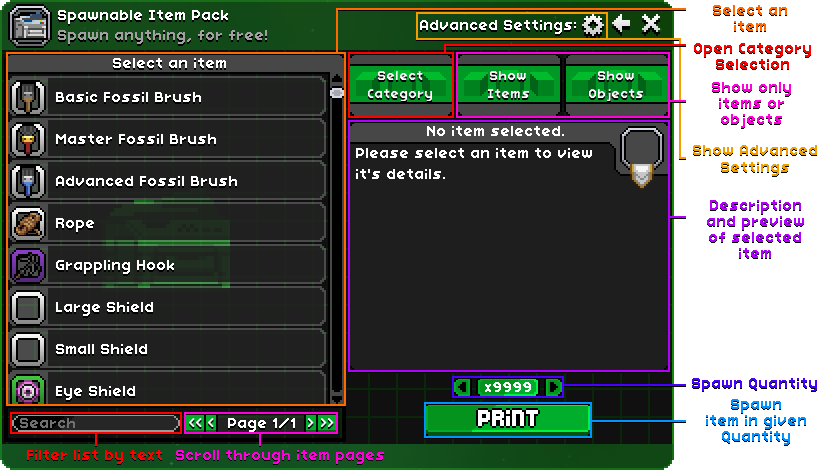 Spawnable Item Pack
Spawn anything, for free!
Advanced Settings:
Select an item
Basic Fossil Brush
Master Fossil Brush
Advanced Fossil Brush
Rope
Grappling Hook
Large Shield
Small Shield
Eye Shield
Search
Page 1/1
Select
Category
Show
Items
Show
Objects
No item selected.
Please select an item to view
it's details.
x9999
PRINT
Select an
item
Open Category
Selection
Show only
items or
objects
Show Advanced
Settings
Description
and preview
of selected
item
Spawn Quantity
Spawn
item in given
Quantity
Filter list by text
Scroll through item pages